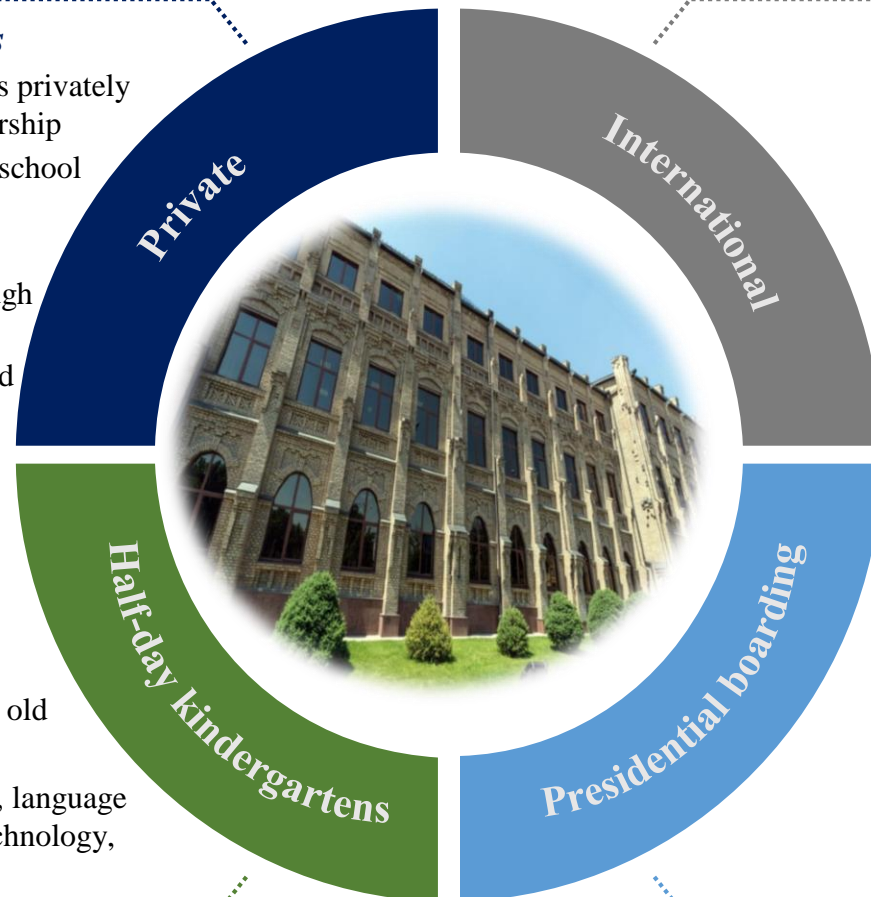 s
s privately
rship
school
gh
d
old
, language
chnology,
Private
International
Half-day kindergartens
Presidential boarding